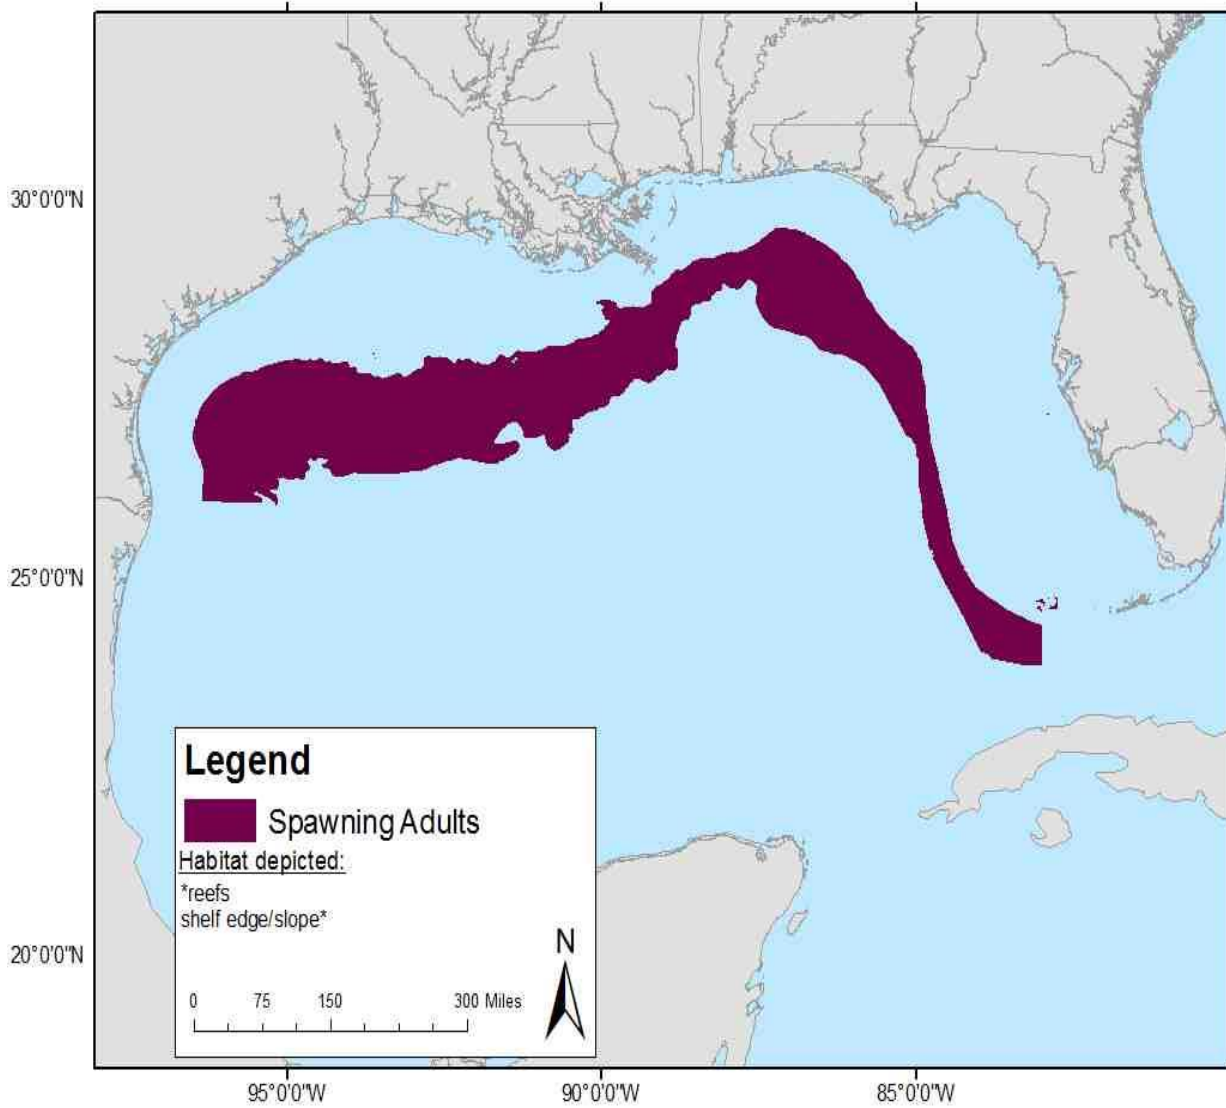 30°0'0"N
25°0'0"N
Legend
Spawning Adults
Habitat depicted:
*reefs
shelf edge/slope*
N
20°0'0"N
0 75 150 300 Miles
95°0'0"W 90°0'0"W 85°0'0"W